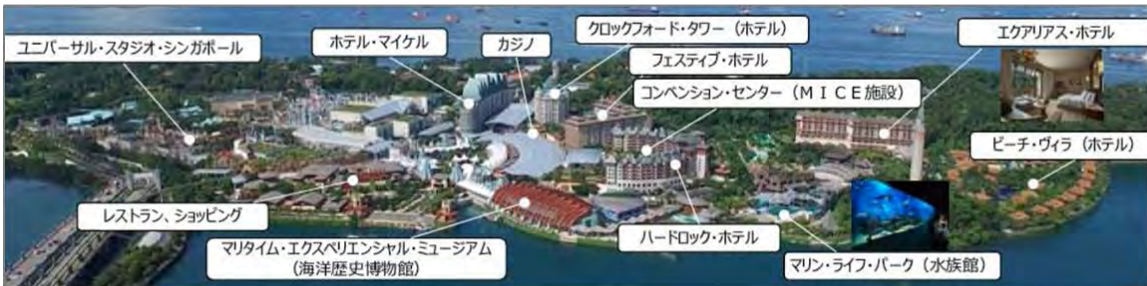 ユニバーサル・スタジオ・シンガポール
ホテル・マイケル
カジノ
クロックフォード・タワー（ホテル）
フェスティブ・ホテル
コンベンション・センター（ＭＩＣＥ施設）
エクアリアス・ホテル
ビーチ・ヴィラ（ホテル）
レストラン、ショッピング
マリタイム・エクスペリエンシャル・ミュージアム
（海洋歴史博物館）
ハードロック・ホテル
マリン・ライフ・パーク（水族館）